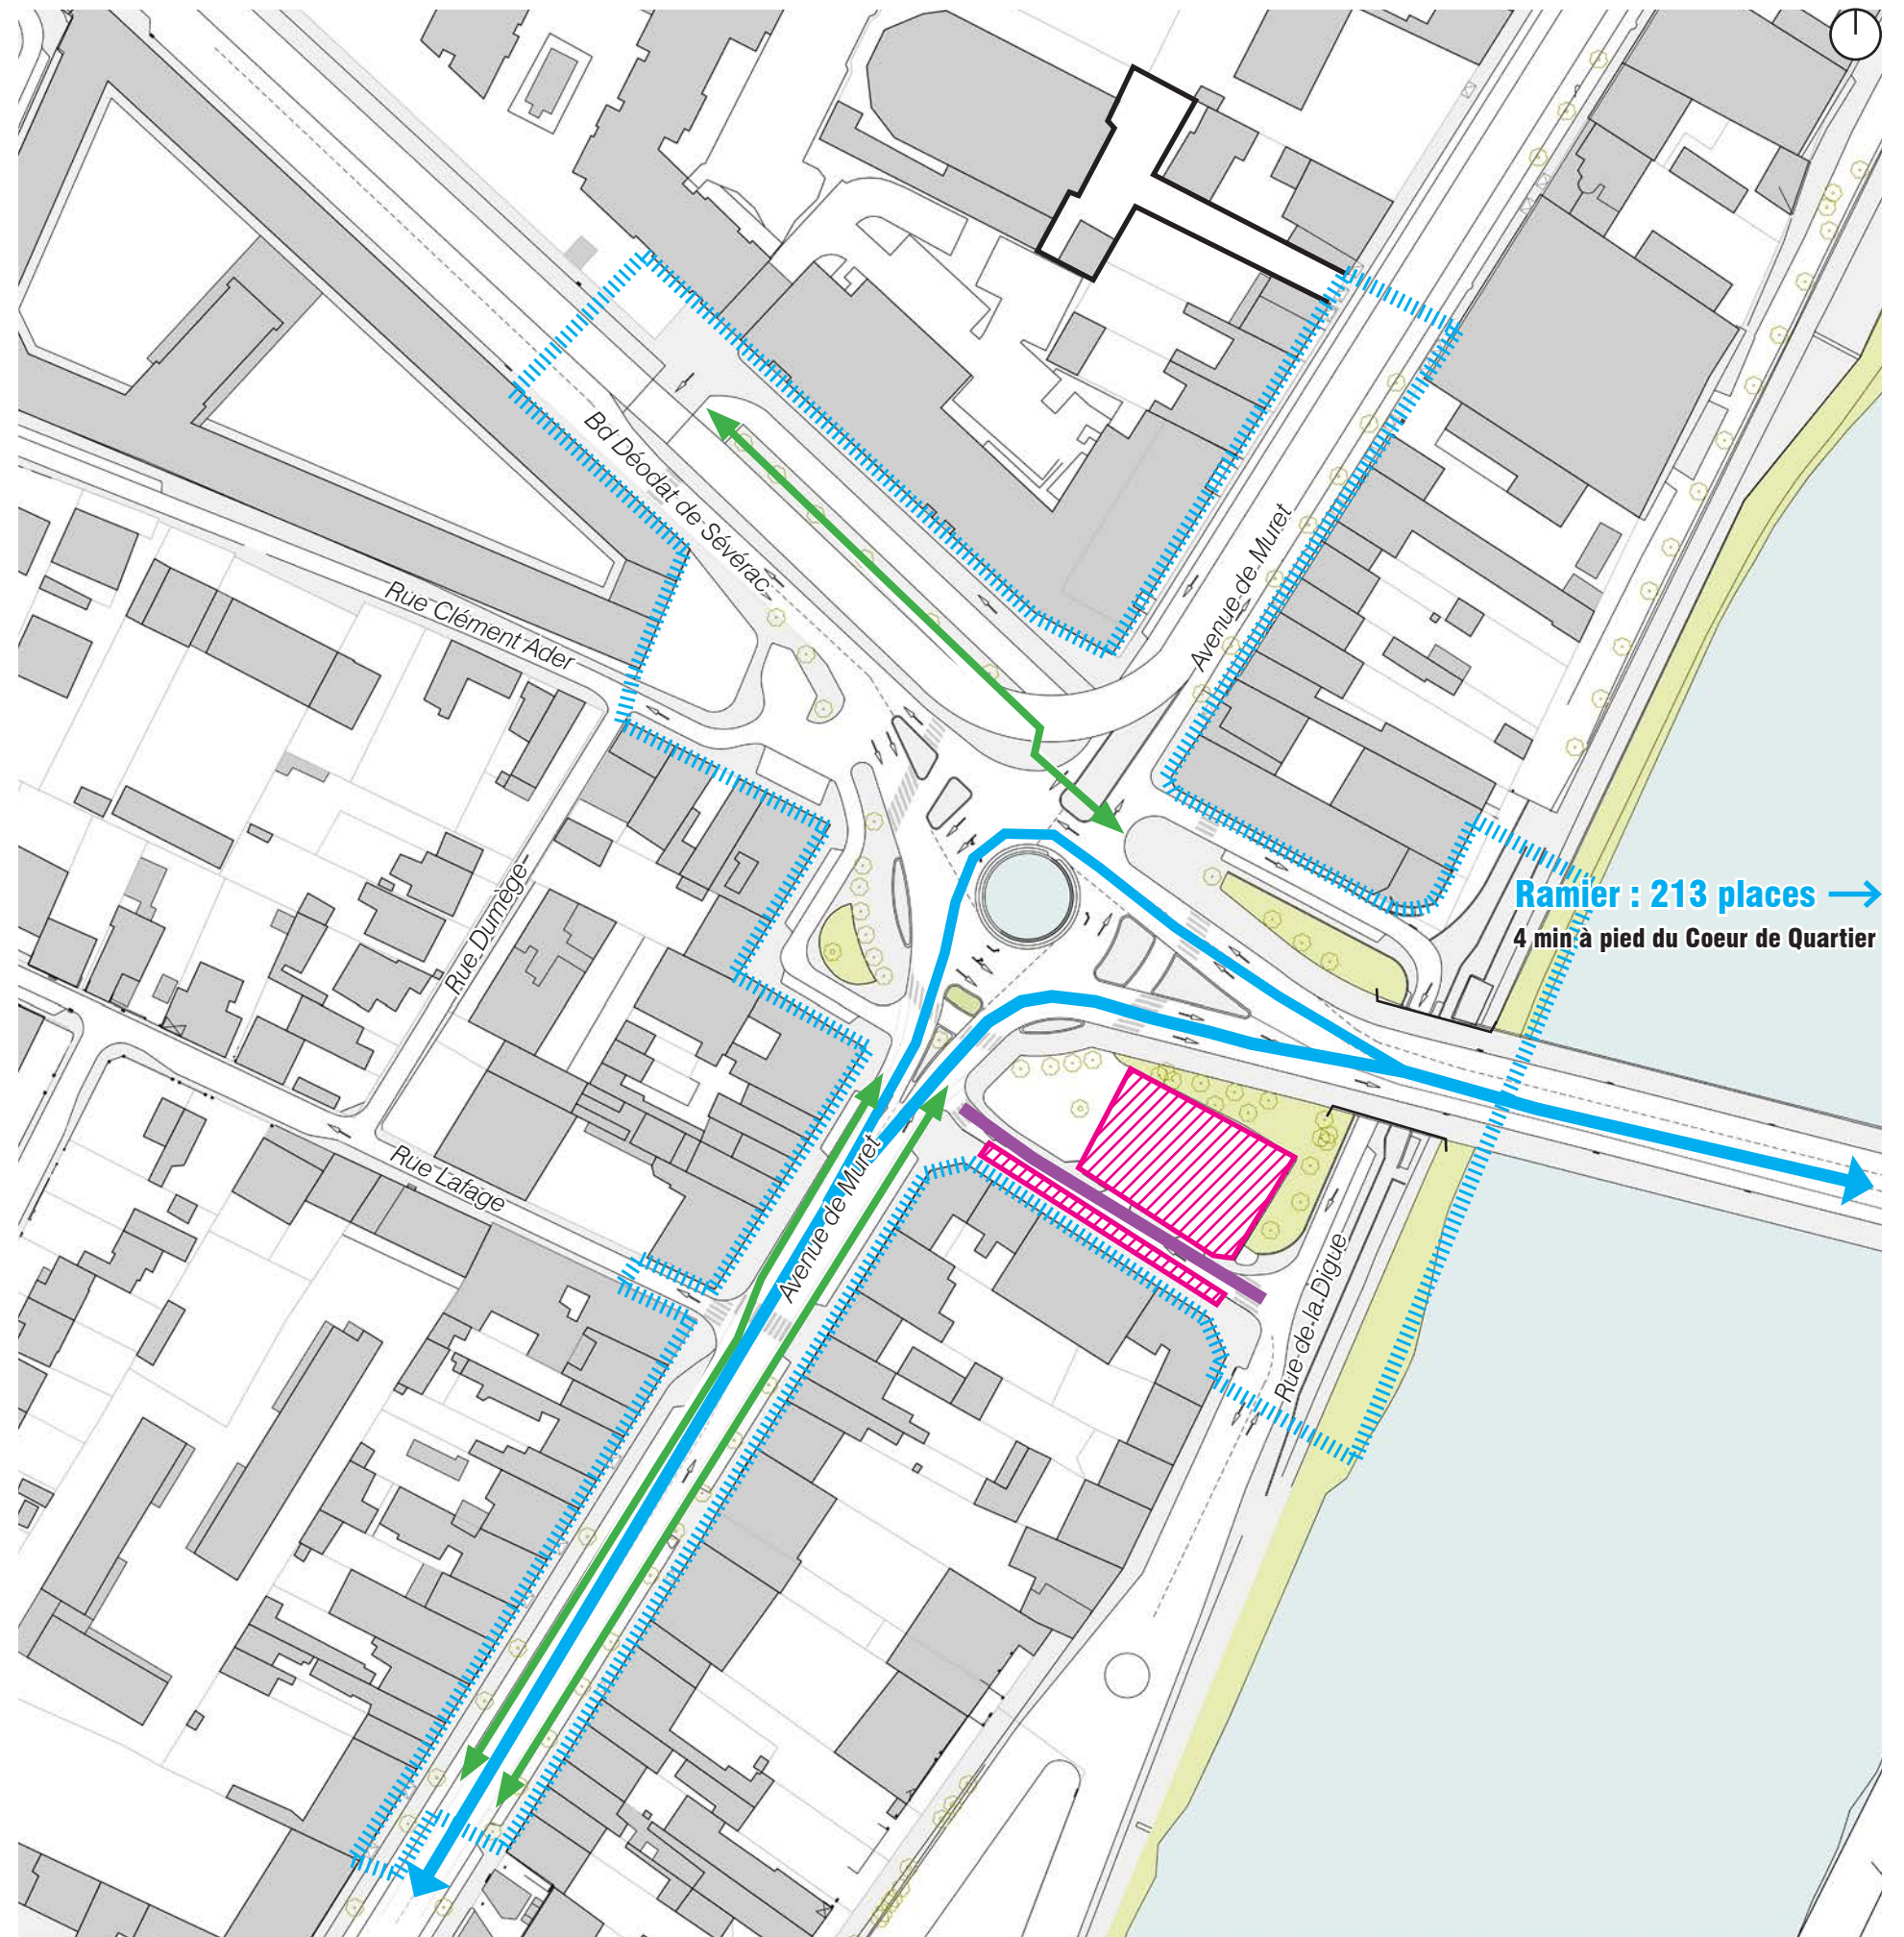 Bd Déodat de Sévérac
Avenue de Muret
Rue Clément Ader
Ramier : 213 places →
4 min à pied du Coeur de Quartier
Rue Dumège
Rue Lafage
Avenue de Muret
Rue de la Digue